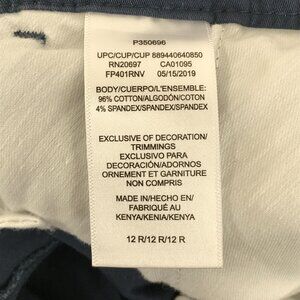 P350696
UPC/CUP/CUP 889440640850
RN20697 CA01095
FP401RNV 05/15/2019
BODY/CUERPO/L'ENSEMBLE:
96% COTTON/ALGODÓN/COTON
4% SPANDEX/SPANDEX/SPANDEX
EXCLUSIVE OF DECORATION/
TRIMMINGS
EXCLUSIVO PARA
DECORACIÓN/ADORNOS
ORNEMENT ET GARNITURE
NON COMPRIS
MADE IN/HECHO EN/
FABRIQUÉ AU
KENYA/KENIA/KENYA
12 R/12 R/12 R